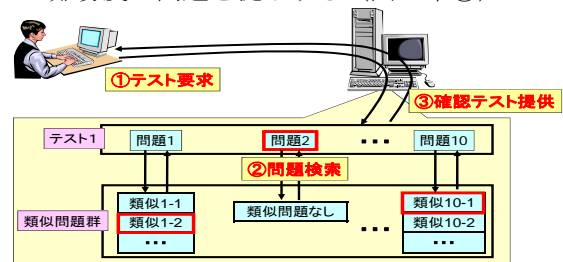 ①テスト要求
③確認テスト提供
テスト1
問題1
問題2
・・・
問題10
②問題検索
類似問題群
類似1-1
類似1-2
・・・
類似問題なし
・・・
類似10-1
類似10-2
・・・